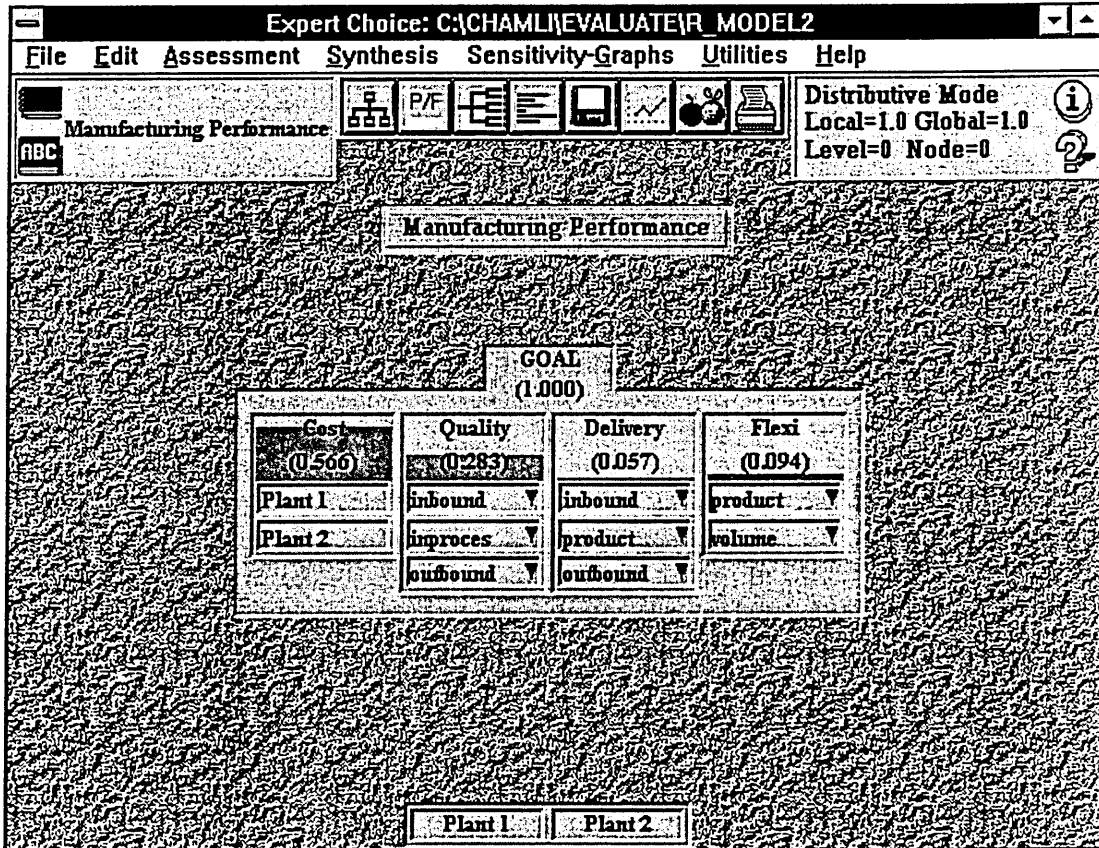 Expert Choice: C:\CHAMLI\EVALUATE\R_MODEL2
File Edit Assessment Synthesis Sensitivity-Graphs Utilities Help
ABC
Manufacturing Performance
P/F
Distributive Mode
Local=1.0 Global=1.0
Level=0 Node=0
Manufacturing Performance
GOAL
(1.000)
Cost Quality Delivery Flexi
(0.566) (0.283) (0.057) (0.094)
Plant 1 inbound inbound product
Plant 2 inproces product volume
outbound outbound
Plant 1 Plant 2